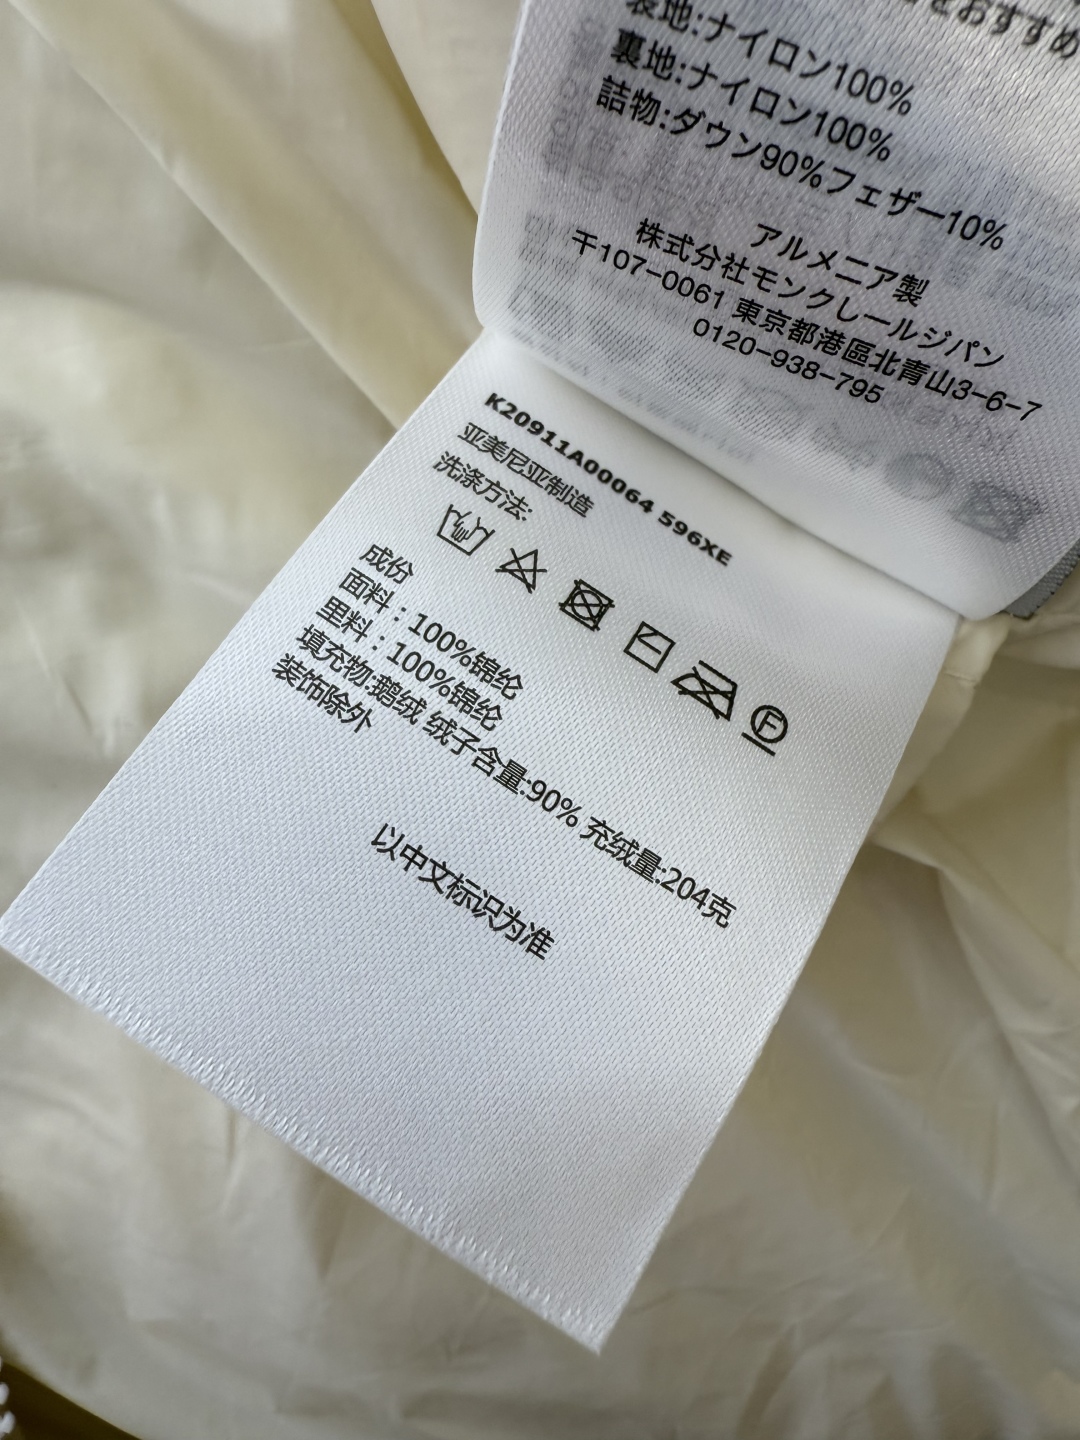 をおすすめ
表地:ナイロン100%
裏地:ナイロン100%
詰物:ダウン90%フェザー10%
アルメニア製
株式分社モンクレールジパン
〒107-0061 東京都港區北青山3-6-7
0120-938-795
K20911A00064 596XE
亚美尼亚制造
洗涤方法:
F
成份
面料：100%锦纶
里料：100%锦纶
填充物:鹅绒 绒子含量:90% 充绒量:204克
装饰除外
以中文标识为准